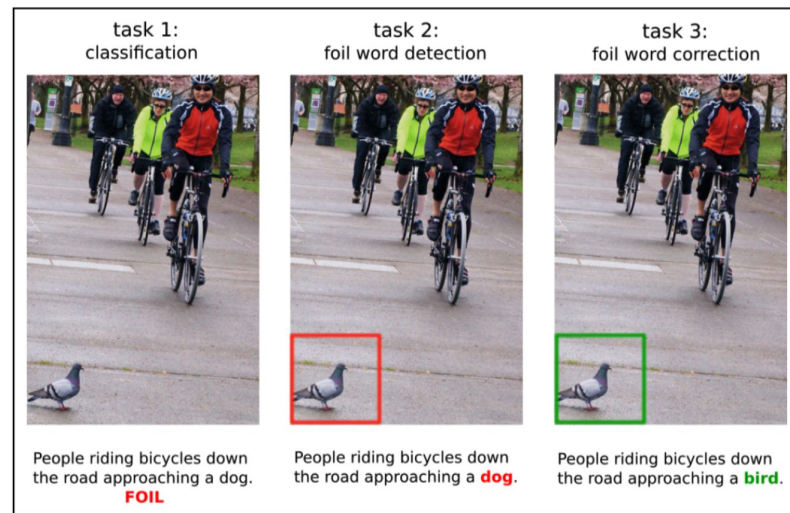 task 1:
classification
task 2:
foil word detection
task 3:
foil word correction
People riding bicycles down
the road approaching a dog.
FOIL
People riding bicycles down
the road approaching a dog.
People riding bicycles down
the road approaching a bird.